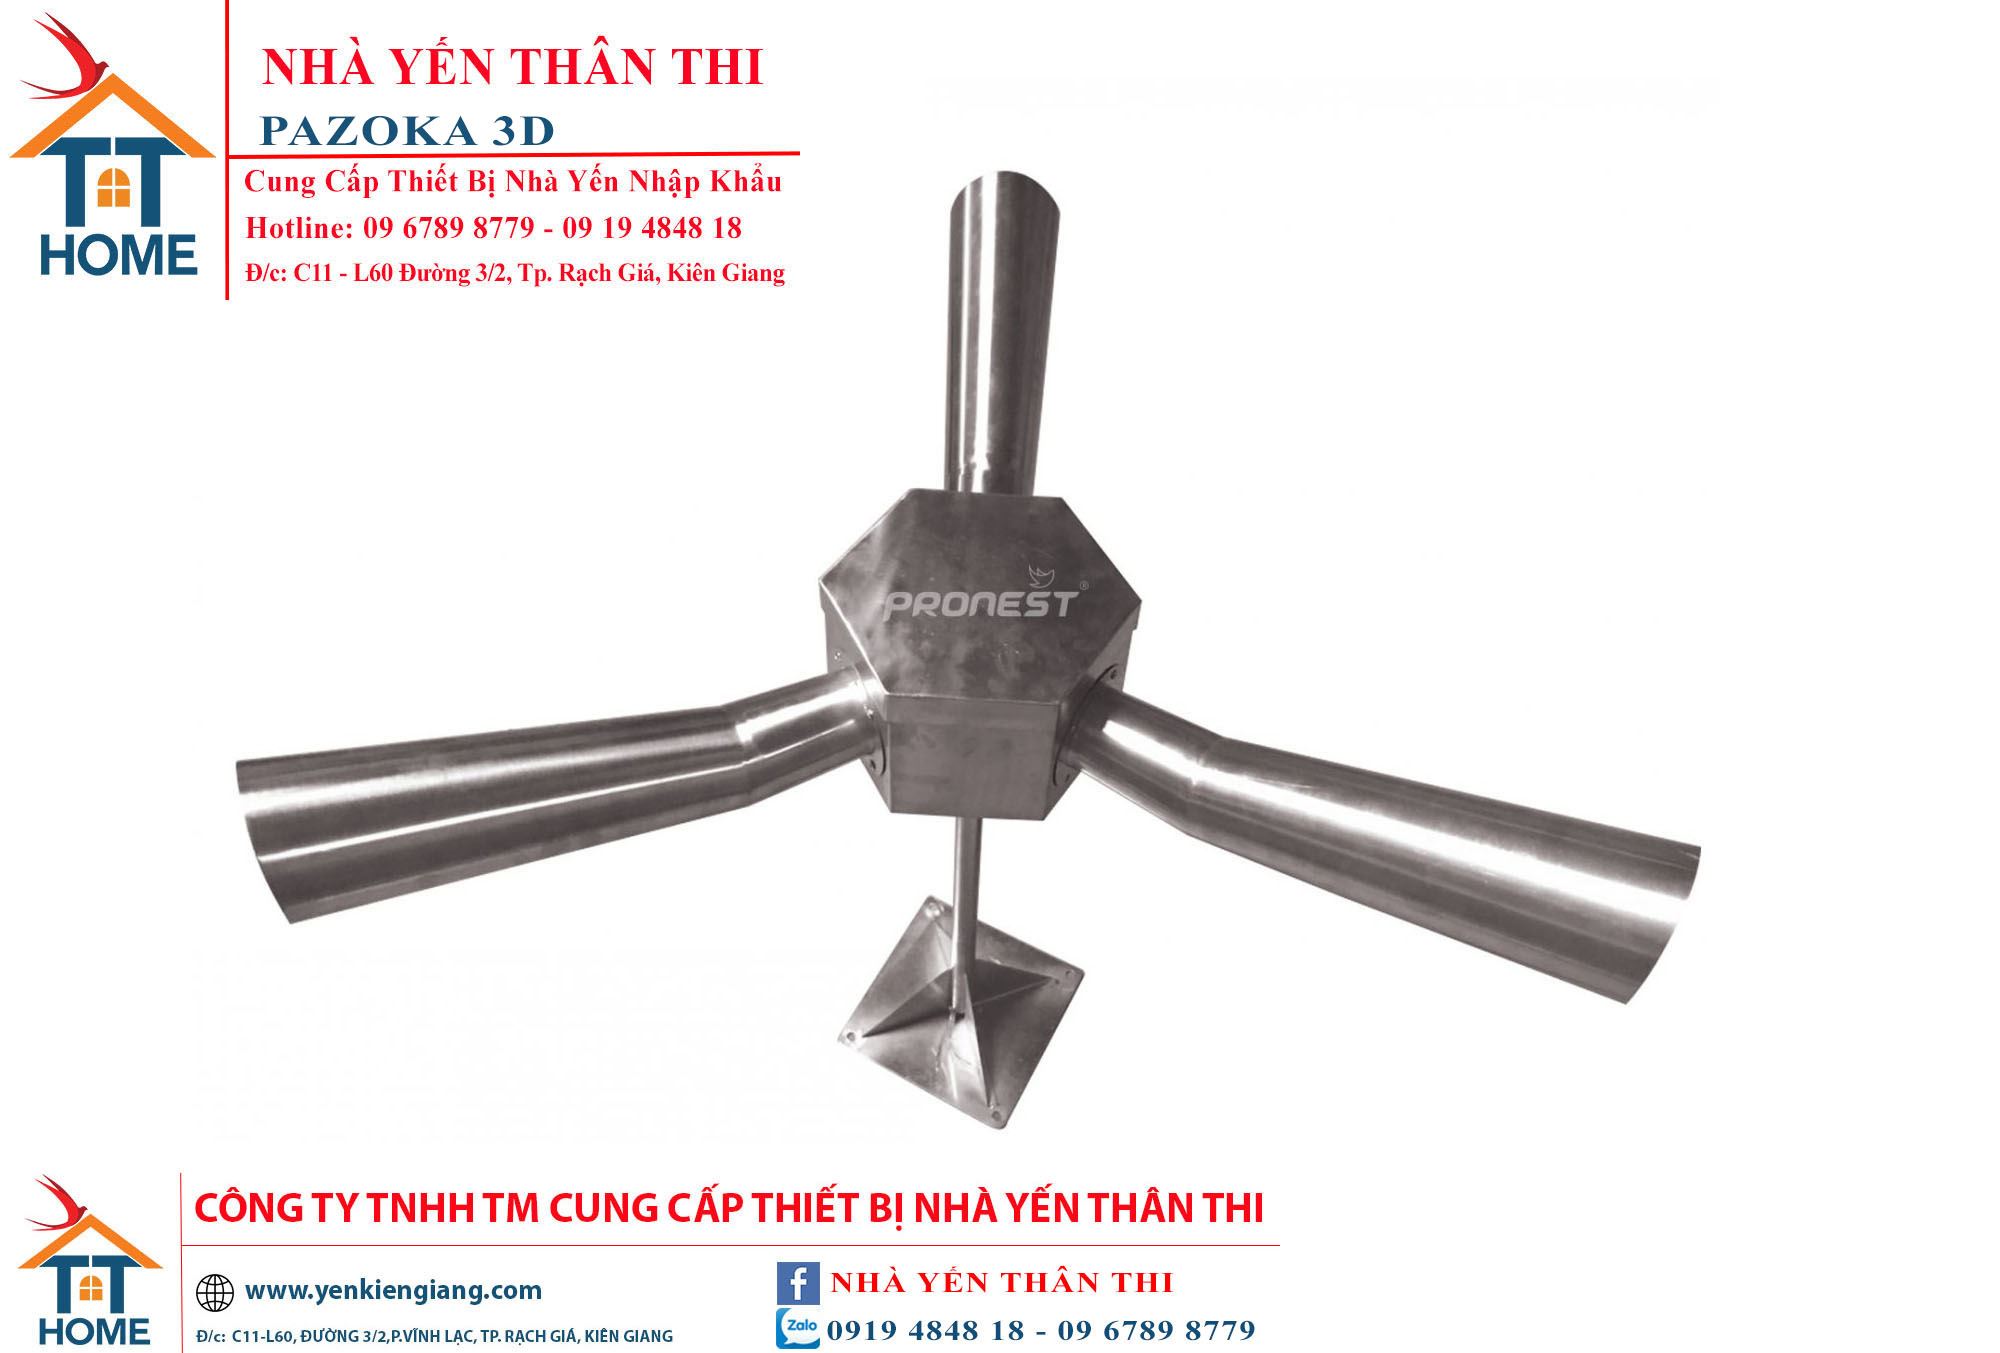 NHÀ YẾN THÂN THI
PAZOKA 3D
Cung Cấp Thiết Bị Nhà Yến Nhập Khẩu
Hotline: 09 6789 8779 - 09 19 4848 18
Đ/c: C11 - L60 Đường 3/2, Tp. Rạch Giá, Kiên Giang
TT
HOME
PRONEST®
CÔNG TY TNHH TM CUNG CẤP THIẾT BỊ NHÀ YẾN THÂN THI
www.yenkiengiang.com
Đ/c: C11-L60, ĐƯỜNG 3/2,P.VĨNH LẠC, TP. RẠCH GIÁ, KIÊN GIANG
f NHÀ YẾN THÂN THI
Zalo 0919 4848 18 - 09 6789 8779
TT
HOME